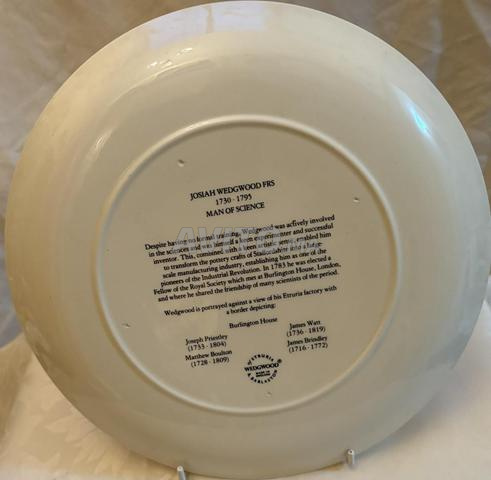 JOSIAH WEDGWOOD FRS
1730 · 1795
MAN OF SCIENCE
Despite having no formal training, Wedgwood was actively involved
in the sciences, was himself a keen experimenter and successful
inventor. This, combined with a keen business sense, enabled him
to transform the pottery crafts of Staffordshire into a large
scale manufacturing industry, establishing him as one of the
pioneers of the Industrial Revolution. In 1783 he was elected a
Fellow of the Royal Society which met at Burlington House, London,
and where he shared the friendship of many scientists of the period.
Wedgwood is portrayed against a view of his Etruria factory with
a border depicting:
Burlington House
Joseph Priestley
(1733 · 1804)
James Watt
(1736 · 1819)
Matthew Boulton
(1728 · 1809)
James Brindley
(1716 · 1772)
ETRURIA
WEDGWOOD
MADE IN
ENGLAND
& BARLASTON